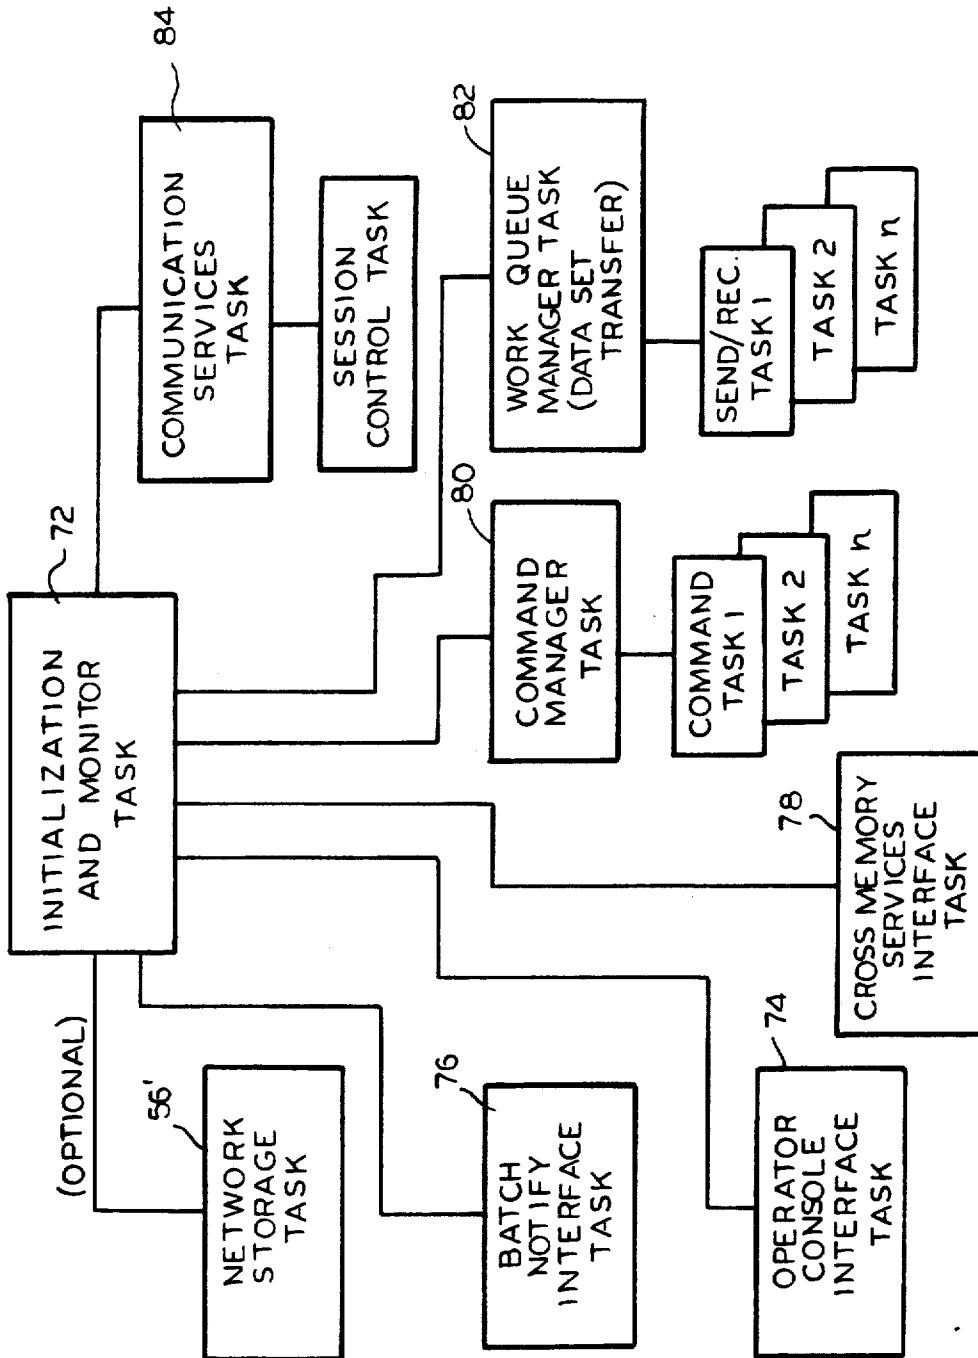 INITIALIZATION
AND MONITOR
TASK
72
(OPTIONAL)
NETWORK
STORAGE
TASK
56'
BATCH
NOTIFY
INTERFACE
TASK
76
OPERATOR
CONSOLE
INTERFACE
TASK
74
CROSS MEMORY
SERVICES
INTERFACE
TASK
78
COMMAND
MANAGER
TASK
80
COMMAND
TASK 1
TASK 2
TASK n
WORK QUEUE
MANAGER TASK
(DATA SET
TRANSFER)
82
SEND/REC.
TASK 1
TASK 2
TASK n
COMMUNICATION
SERVICES
TASK
84
SESSION
CONTROL TASK